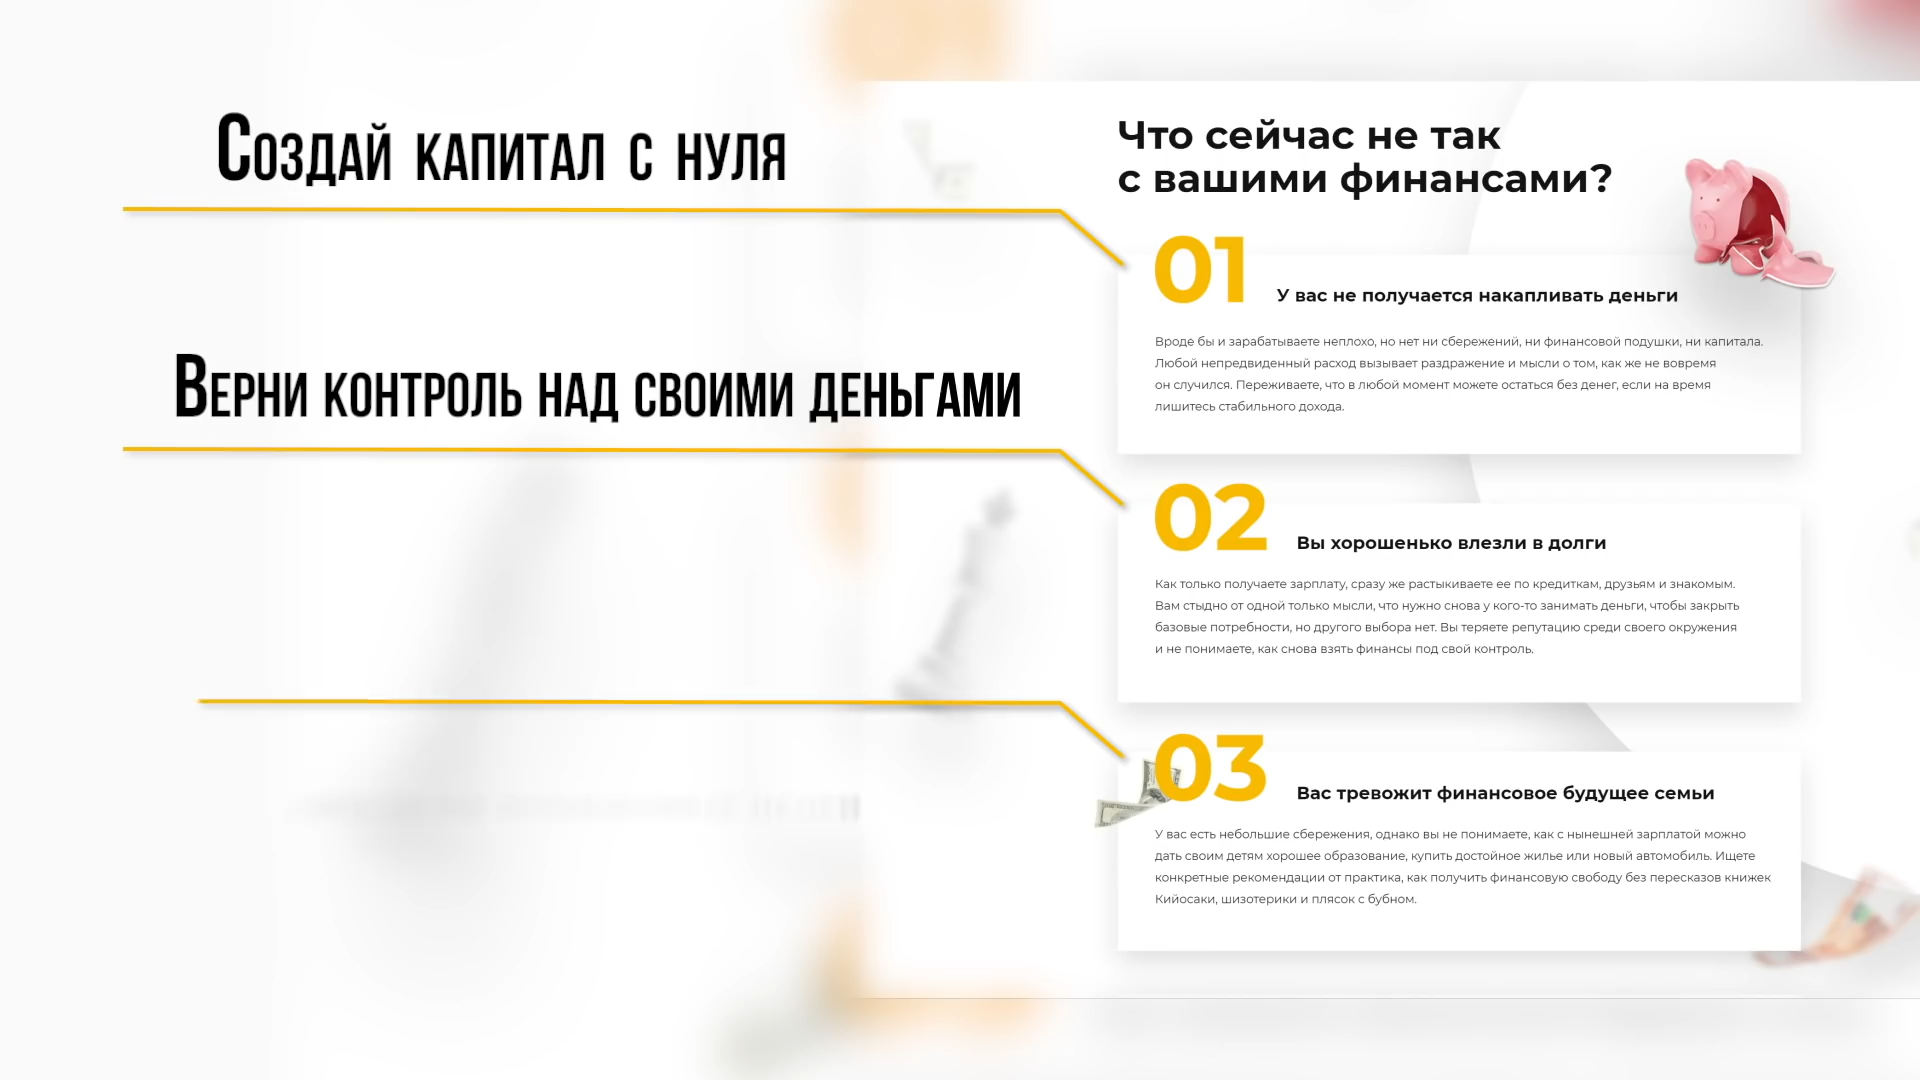 Создай капитал с нуля
Верни контроль над своими деньгами
Что сейчас не так
с вашими финансами?
01
У вас не получается накапливать деньги
Вроде бы и зарабатываете неплохо, но нет ни сбережений, ни финансовой подушки, ни капитала.
Любой непредвиденный расход вызывает раздражение и мысли о том, как же не вовремя
он случился. Переживаете, что в любой момент можете остаться без денег, если на время
лишитесь стабильного дохода.
02
Вы хорошенько влезли в долги
Как только получаете зарплату, сразу же растыкиваете ее по кредиткам, друзьям и знакомым.
Вам стыдно от одной только мысли, что нужно снова у кого-то занимать деньги, чтобы закрыть
базовые потребности, но другого выбора нет. Вы теряете репутацию среди своего окружения
и не понимаете, как снова взять финансы под свой контроль.
03
Вас тревожит финансовое будущее семьи
У вас есть небольшие сбережения, однако вы не понимаете, как с нынешней зарплатой можно
дать своим детям хорошее образование, купить достойное жилье или новый автомобиль. Ищете
конкретные рекомендации от практика, как получить финансовую свободу без пересказов книжек
Кийосаки, шизотерики и плясок с бубном.